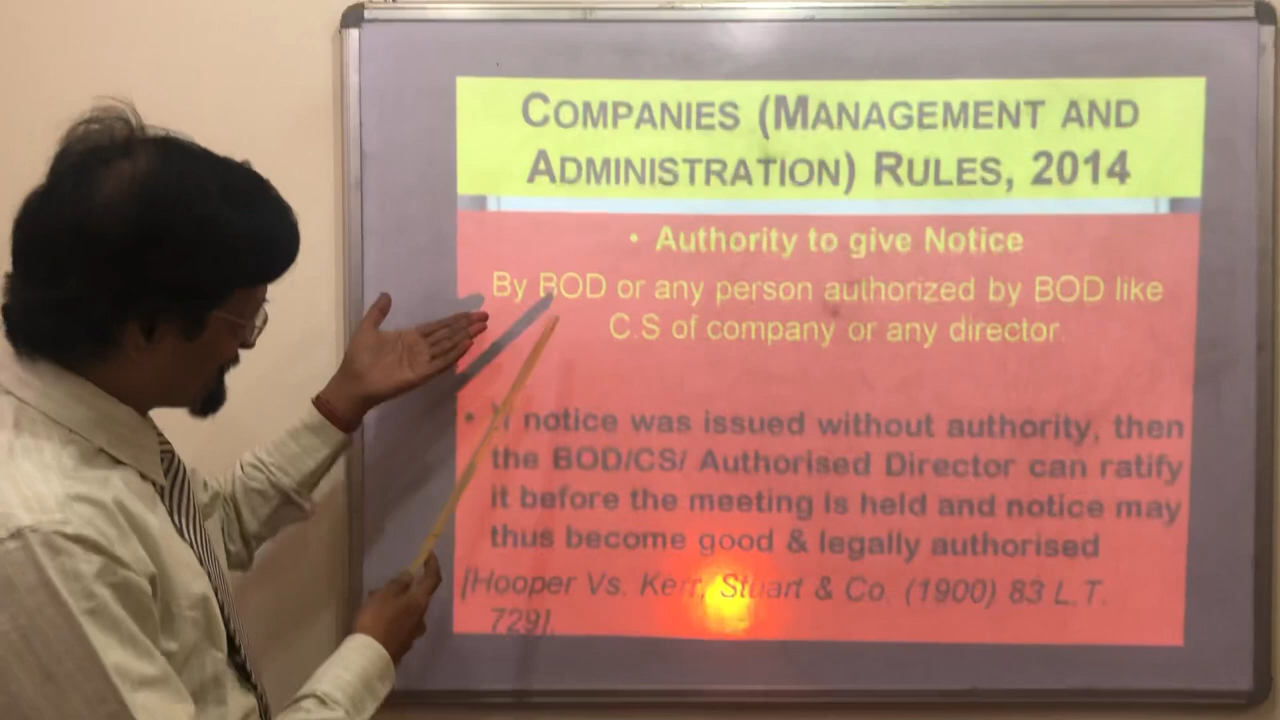 COMPANIES (MANAGEMENT AND
ADMINISTRATION) RULES, 2014
• Authority to give Notice
By BOD or any person authorized by BOD like
C.S of company or any director.
• If notice was issued without authority, then
the BOD/CS/ Authorised Director can ratify
it before the meeting is held and notice may
thus become good & legally authorised
[Hooper Vs. Kerr, Stuart & Co. (1900) 83 L.T.
729].